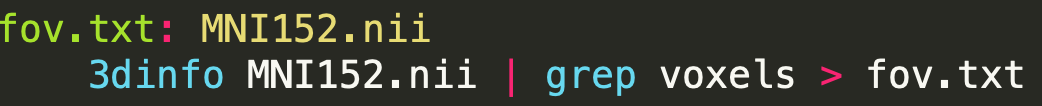 fov.txt: MNI152.nii
    3dinfo MNI152.nii | grep voxels > fov.txt